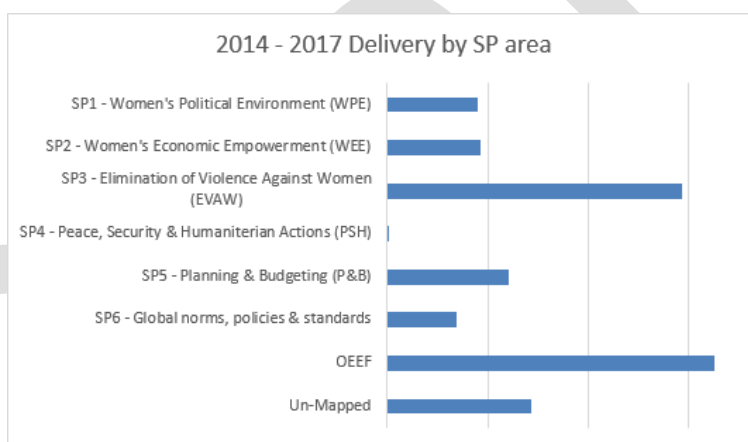 2014 - 2017 Delivery by SP area
SP1 - Women's Political Environment (WPE)
SP2 - Women's Economic Empowerment (WEE)
SP3 - Elimination of Violence Against Women
(EVAW)
SP4 - Peace, Security & Humaniterian Actions (PSH)
SP5 - Planning & Budgeting (P&B)
SP6 - Global norms, policies & standards
OEEF
Un-Mapped